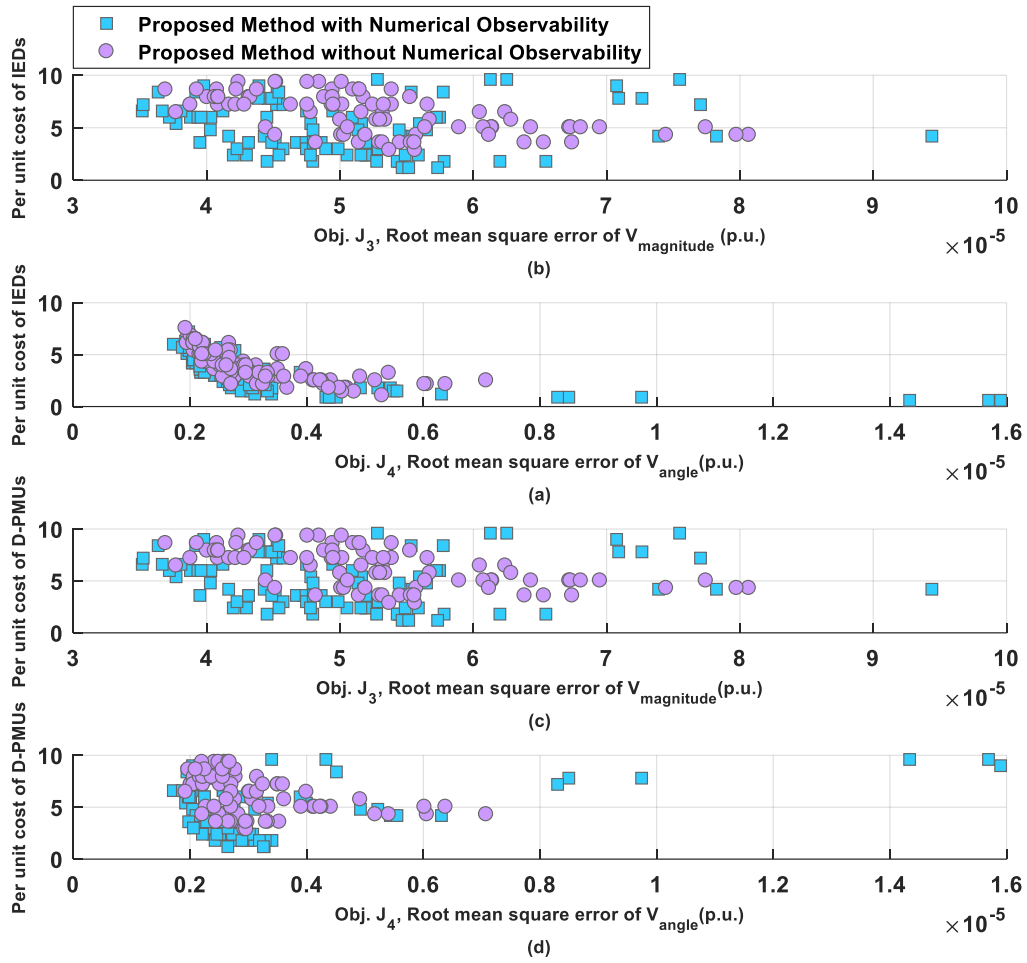 Proposed Method with Numerical Observability
Proposed Method without Numerical Observability
Per unit cost of IEDs
10
5
0
3 4 5 6 7 8 9 10
Obj. J3, Root mean square error of Vmagnitude (p.u.)
×10-5
(b)
Per unit cost of IEDs
10
5
0
0 0.2 0.4 0.6 0.8 1 1.2 1.4 1.6
Obj. J4, Root mean square error of Vangle(p.u.)
×10-5
(a)
Per unit cost of D-PMUs
10
5
0
3 4 5 6 7 8 9 10
Obj. J3, Root mean square error of Vmagnitude(p.u.)
×10-5
(c)
Per unit cost of D-PMUs
10
5
0
0 0.2 0.4 0.6 0.8 1 1.2 1.4 1.6
Obj. J4, Root mean square error of Vangle(p.u.)
×10-5
(d)